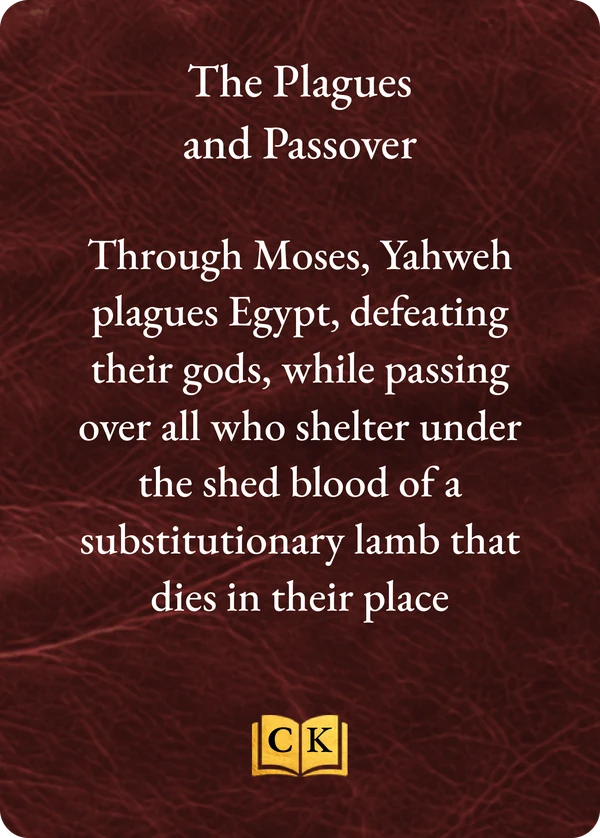 The Plagues
and Passover
Through Moses, Yahweh
plagues Egypt, defeating
their gods, while passing
over all who shelter under
the shed blood of a
substitutionary lamb that
dies in their place
C K